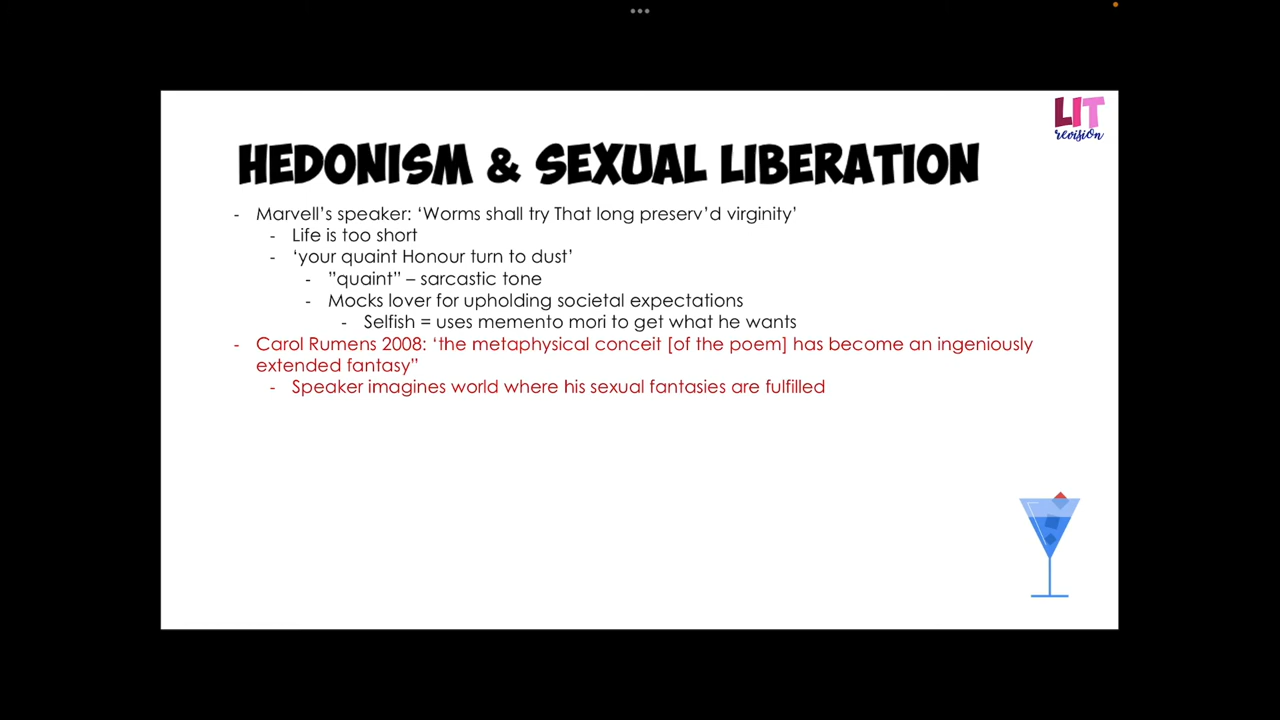 LIT
revision
HEDONISM & SEXUAL LIBERATION
- Marvell’s speaker: ‘Worms shall try That long preserv’d virginity’
- Life is too short
- ‘your quaint Honour turn to dust’
- ”quaint” – sarcastic tone
- Mocks lover for upholding societal expectations
- Selfish = uses memento mori to get what he wants
- Carol Rumens 2008: ‘the metaphysical conceit [of the poem] has become an ingeniously
extended fantasy”
- Speaker imagines world where his sexual fantasies are fulfilled